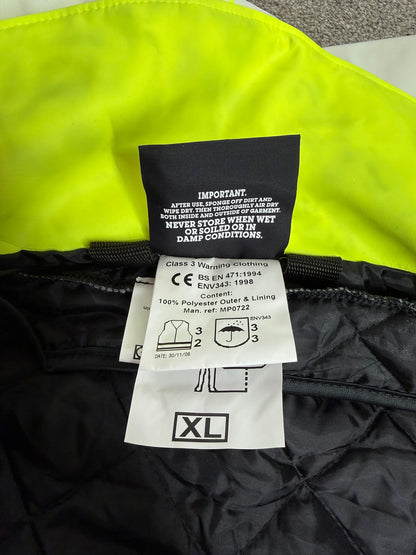 IMPORTANT.
AFTER USE, SPONGE OFF DIRT AND
WIPE DRY. THEN THOROUGHLY AIR DRY
BOTH INSIDE AND OUTSIDE OF GARMENT.
NEVER STORE WHEN WET
OR SOILED OR IN
DAMP CONDITIONS.
Class 3 Warning Clothing
CE BS EN 471:1994
ENV343: 1998
Content:
100% Polyester Outer & Lining
Man. ref: MP0722
ENV343
3
2
3
3
DATE: 30/11/06
XL